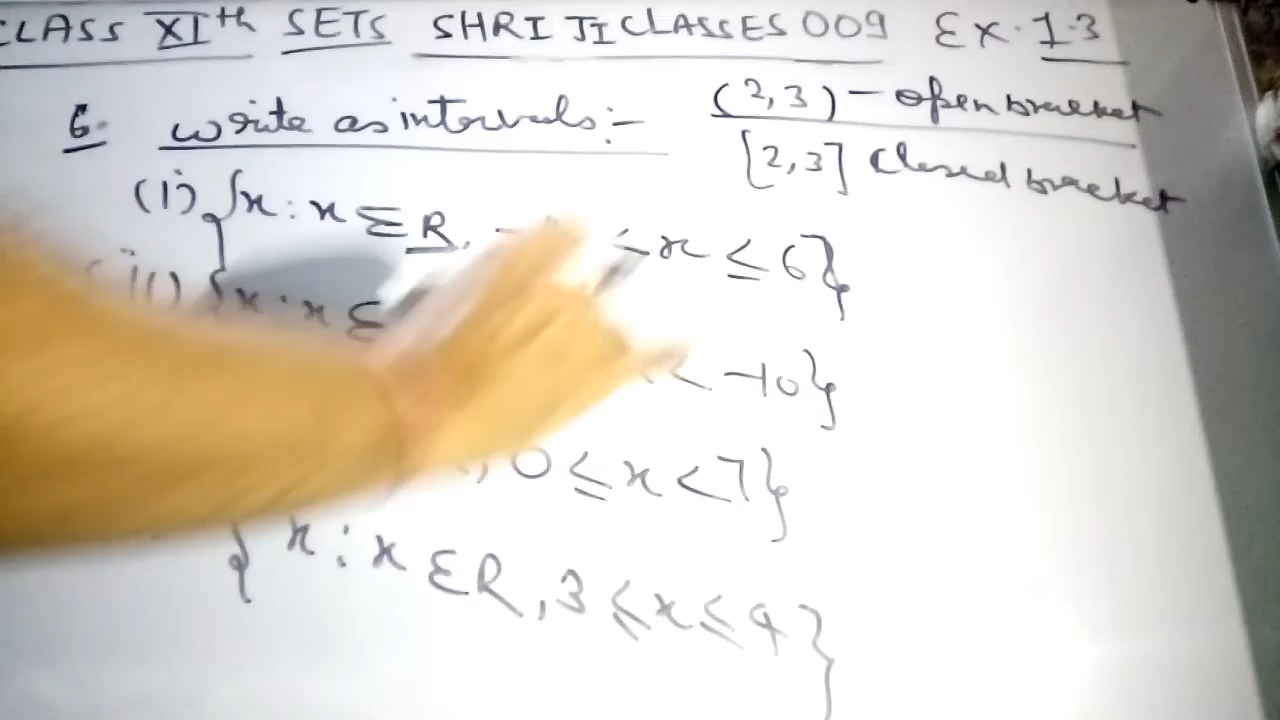 CLASS XIth SETS SHRI JI CLASSES 009 Ex. 1.3
6. write as intervals :- (2,3) - open bracket
[2,3] Closed bracket
(i) {x : x ∈ R, ≤ x ≤ 6}
(ii) {x : x ∈ < -10}
, 0 ≤ x < 7}
{x : x ∈ R, 3 ≤ x ≤ 4}